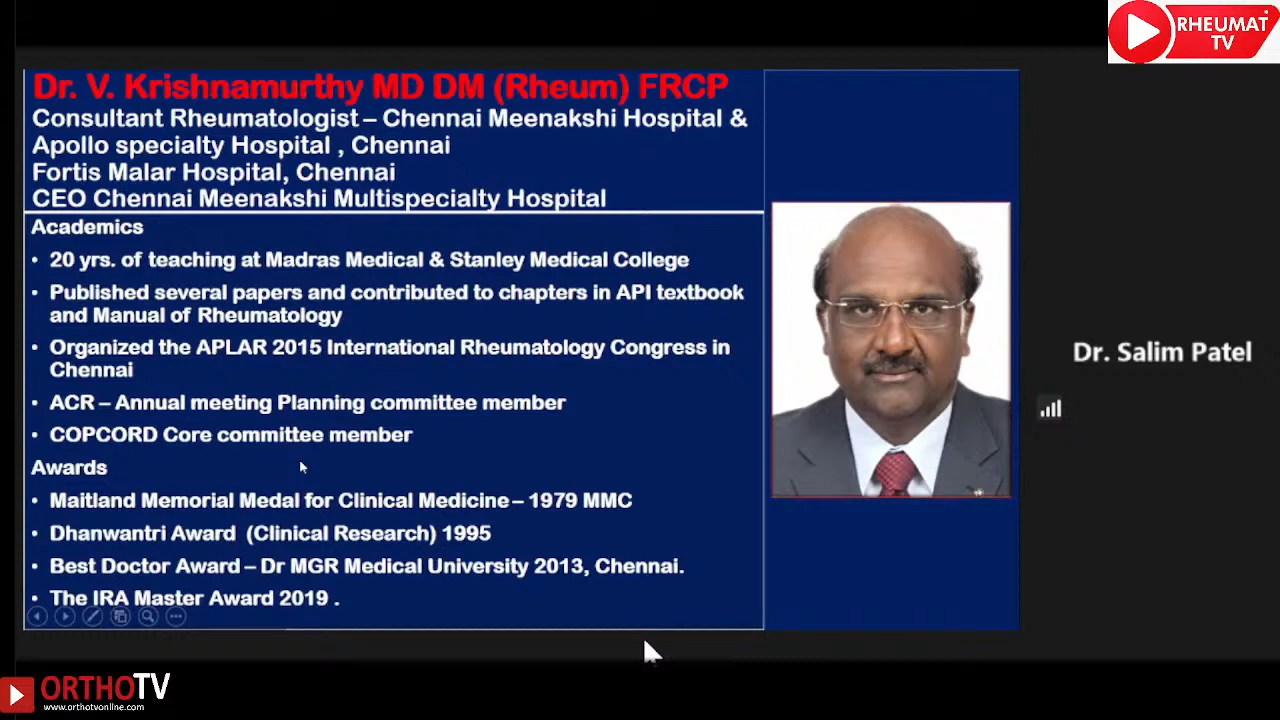 RHEUMAT
TV
Dr. V. Krishnamurthy MD DM (Rheum) FRCP
Consultant Rheumatologist – Chennai Meenakshi Hospital &
Apollo specialty Hospital , Chennai
Fortis Malar Hospital, Chennai
CEO Chennai Meenakshi Multispecialty Hospital
Academics
• 20 yrs. of teaching at Madras Medical & Stanley Medical College
• Published several papers and contributed to chapters in API textbook
and Manual of Rheumatology
• Organized the APLAR 2015 International Rheumatology Congress in
Chennai
• ACR – Annual meeting Planning committee member
• COPCORD Core committee member
Awards
• Maitland Memorial Medal for Clinical Medicine – 1979 MMC
• Dhanwantri Award (Clinical Research) 1995
• Best Doctor Award – Dr MGR Medical University 2013, Chennai.
• The IRA Master Award 2019 .
Dr. Salim Patel
ORTHOTV
www.orthotvonline.com